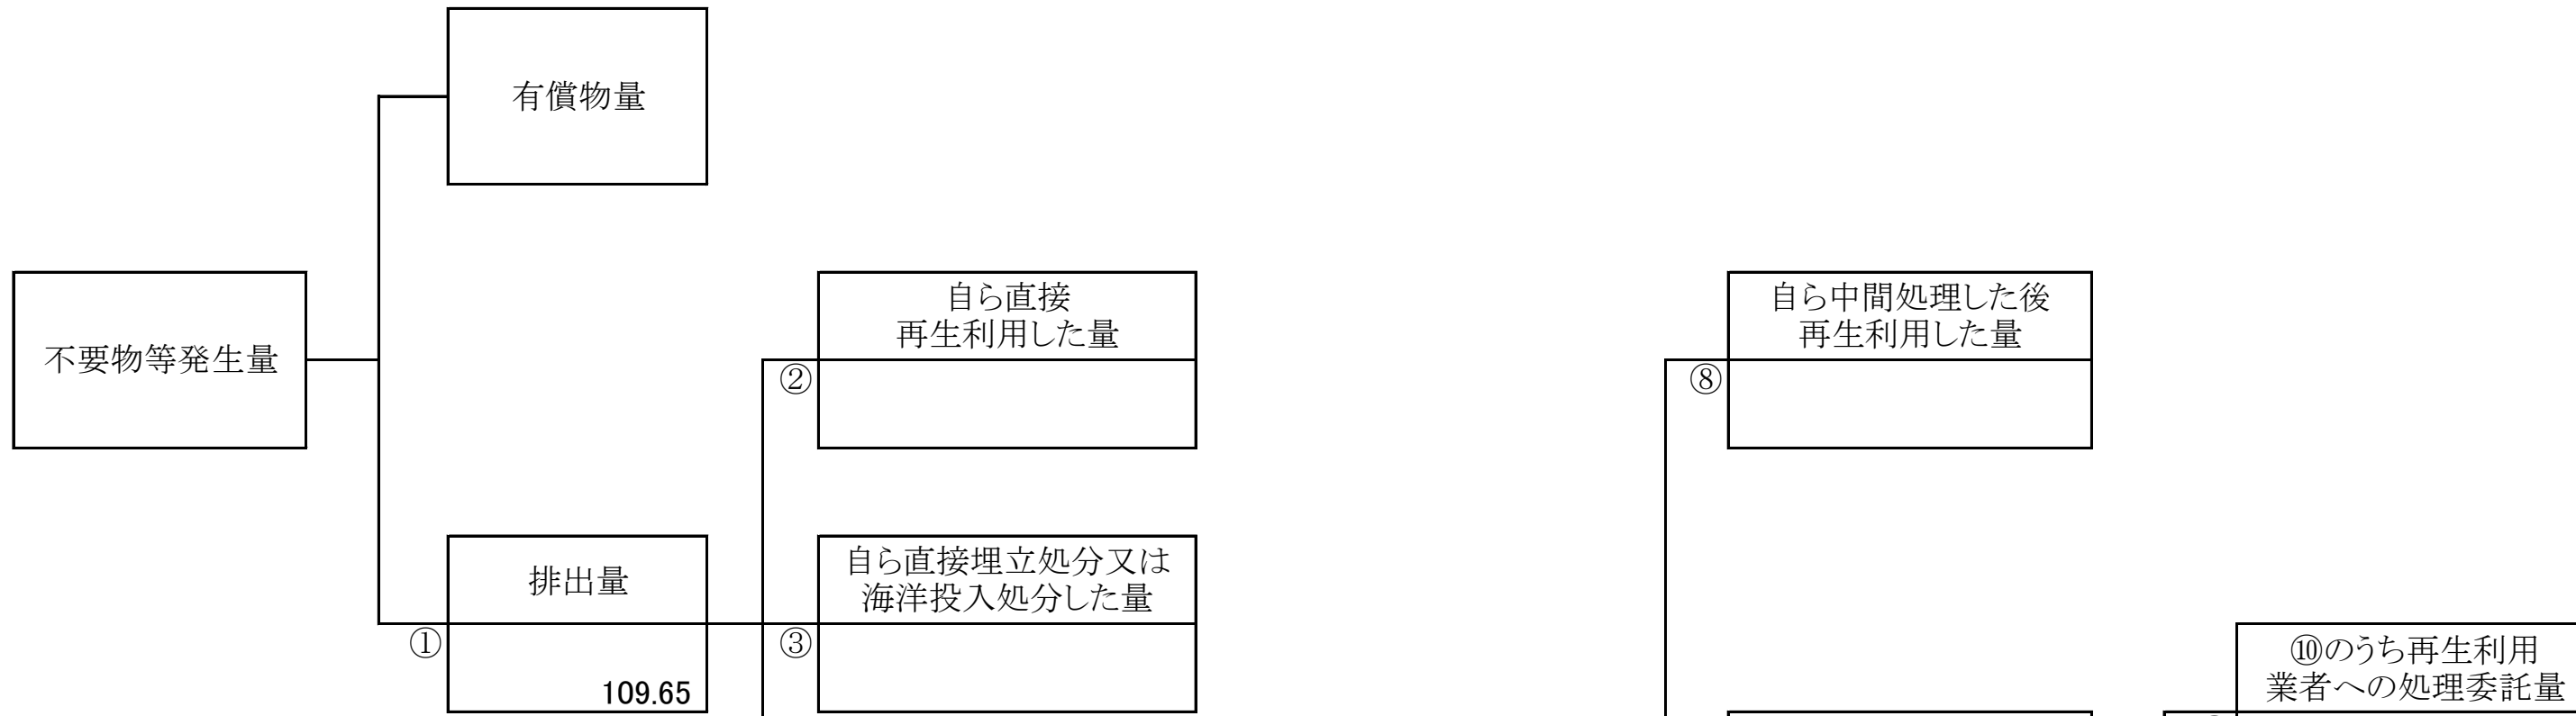 有償物量
不要物等発生量
自ら直接
再生利用した量
②
自ら中間処理した後
再生利用した量
⑧
排出量
①
109.65
自ら直接埋立処分又は
海洋投入処分した量
③
⑩のうち再生利用
業者への処理委託量